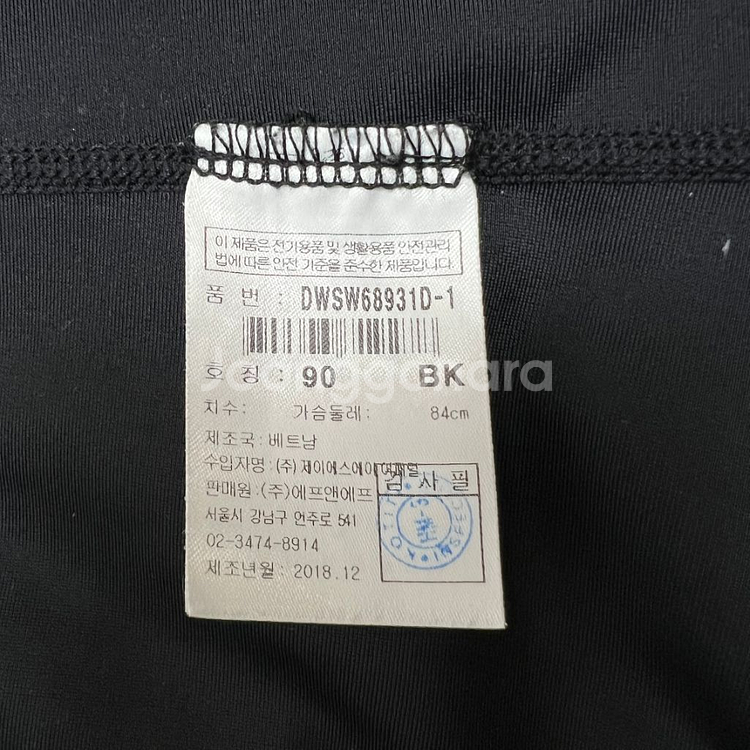 이 제품은 전기용품 및 생활용품 안전관리
법에 따른 안전 기준을 준수한 제품입니다.
품 번 : DWSW68931D-1
호 칭 : 90 BK
치수: 가슴둘레: 84cm
제조국: 베트남
수입자명: (주) 제이에스에이
판매원: (주)에프앤에프
서울시 강남구 언주로 541
02-3474-8914
제조년월: 2018.12
검 사 필